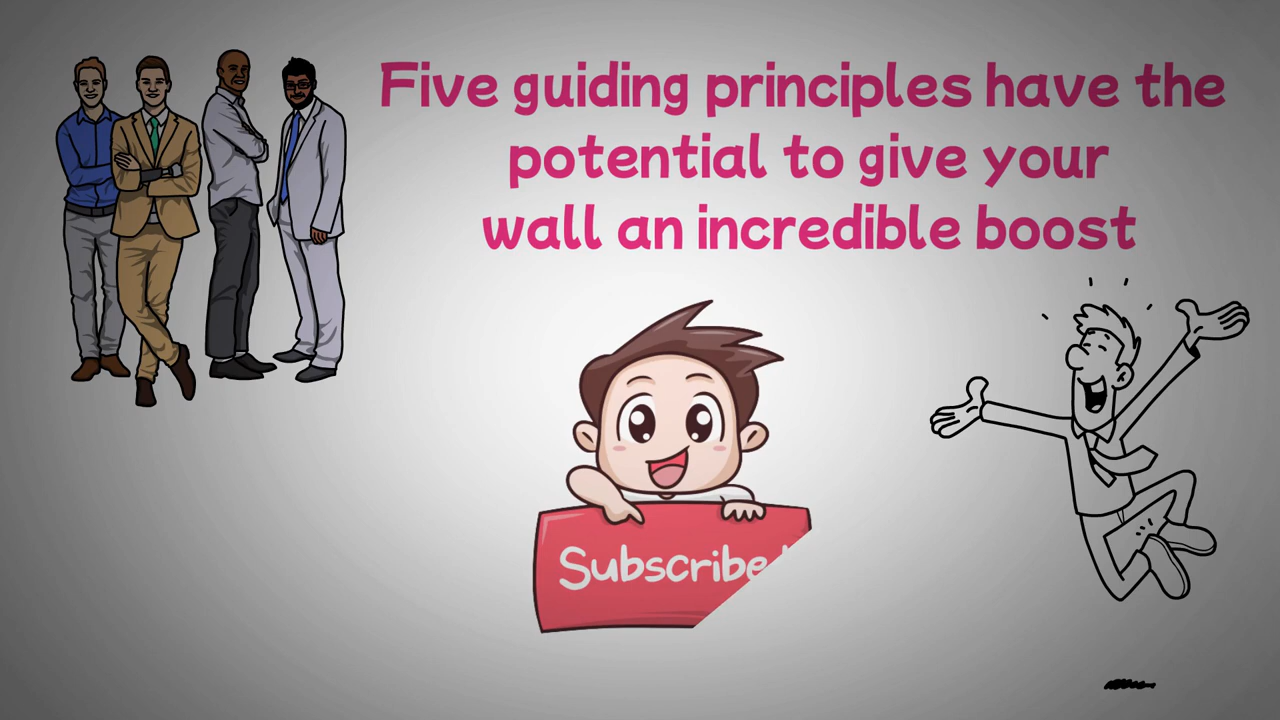 Five guiding principles have the
potential to give your
wall an incredible boost
Subscribe